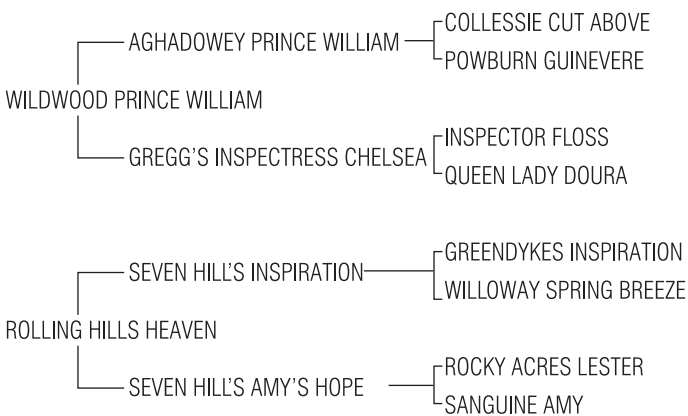 COLLESSIE CUT ABOVE
AGHADOWEY PRINCE WILLIAM
POWBURN GUINEVERE
WILDWOOD PRINCE WILLIAM
INSPECTOR FLOSS
GREGG'S INSPECTRESS CHELSEA
QUEEN LADY DOURA
GREENDYKES INSPIRATION
SEVEN HILL'S INSPIRATION
WILLOWAY SPRING BREEZE
ROLLING HILLS HEAVEN
ROCKY ACRES LESTER
SEVEN HILL'S AMY'S HOPE
SANGUINE AMY